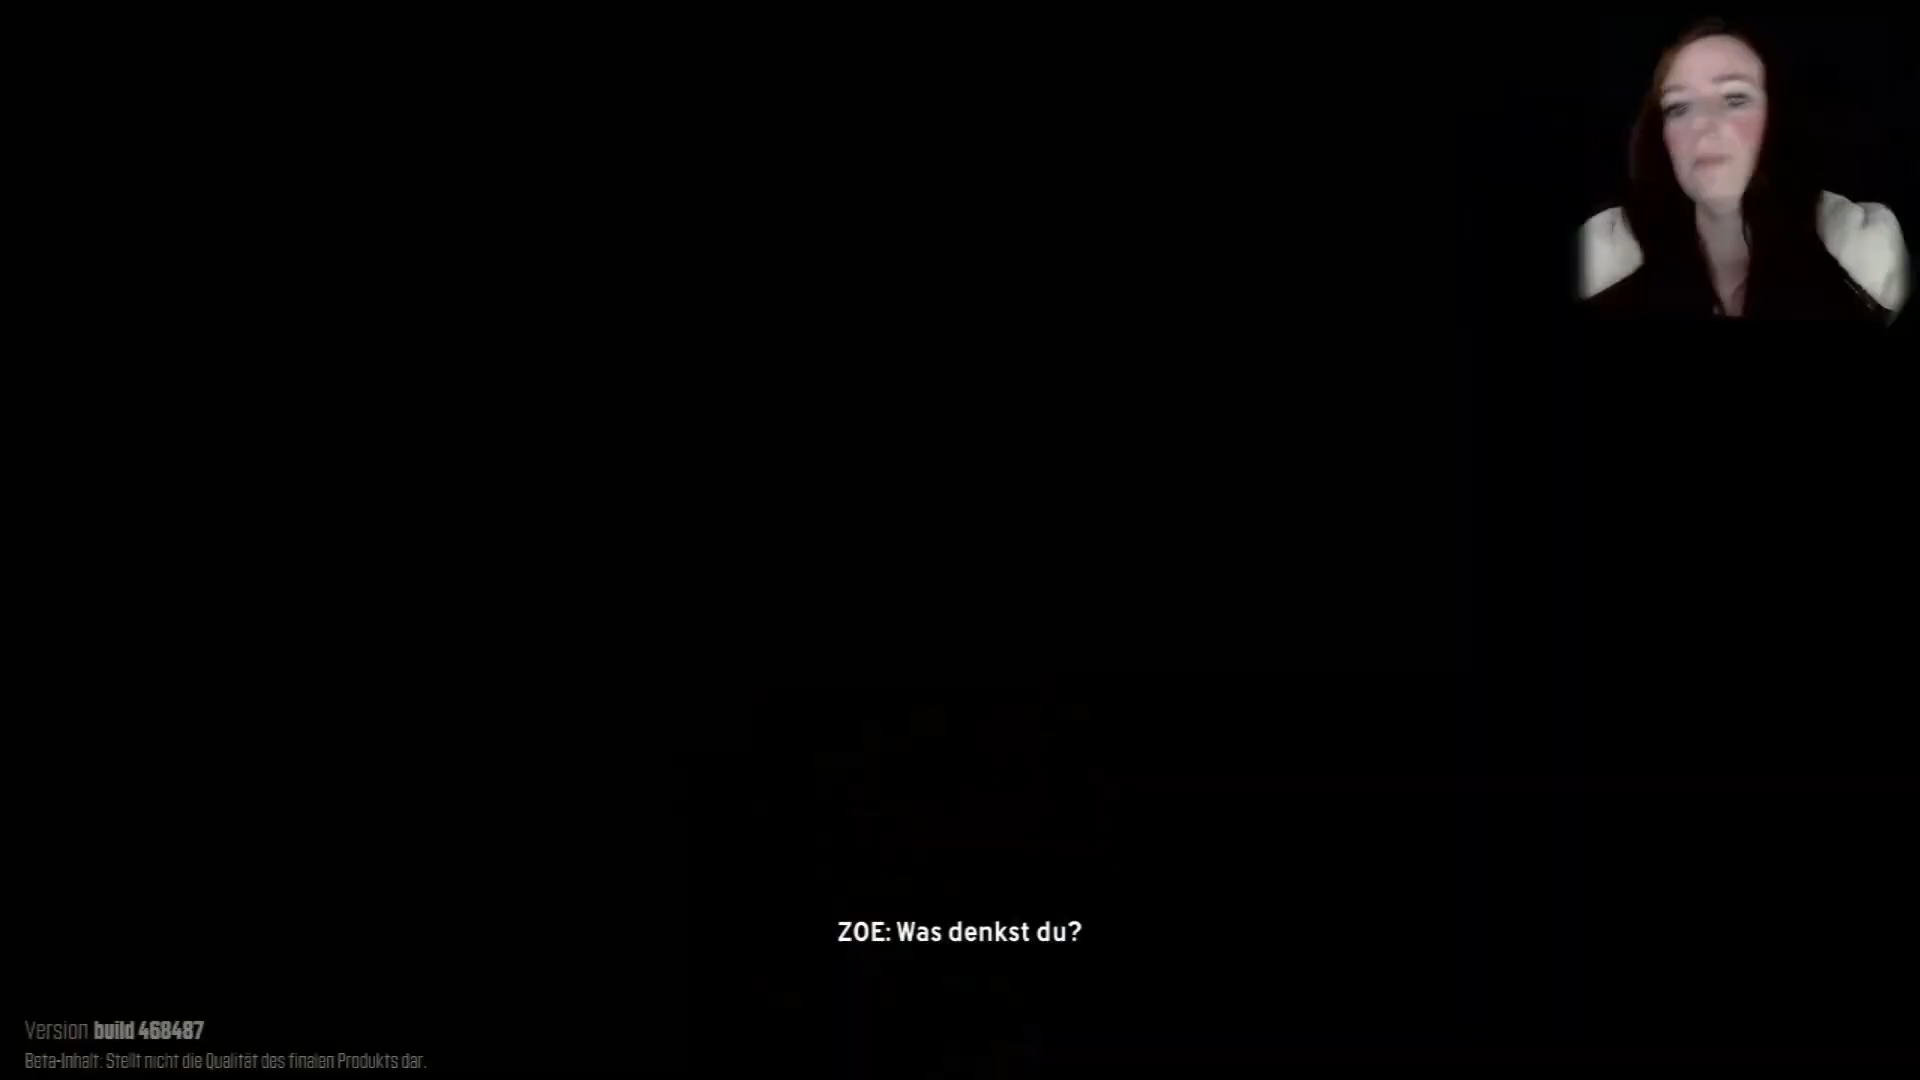 ZOE: Was denkst du?
Version build 468487
Beta-Inhalt: Stellt nicht die Qualität des finalen Produkts dar.